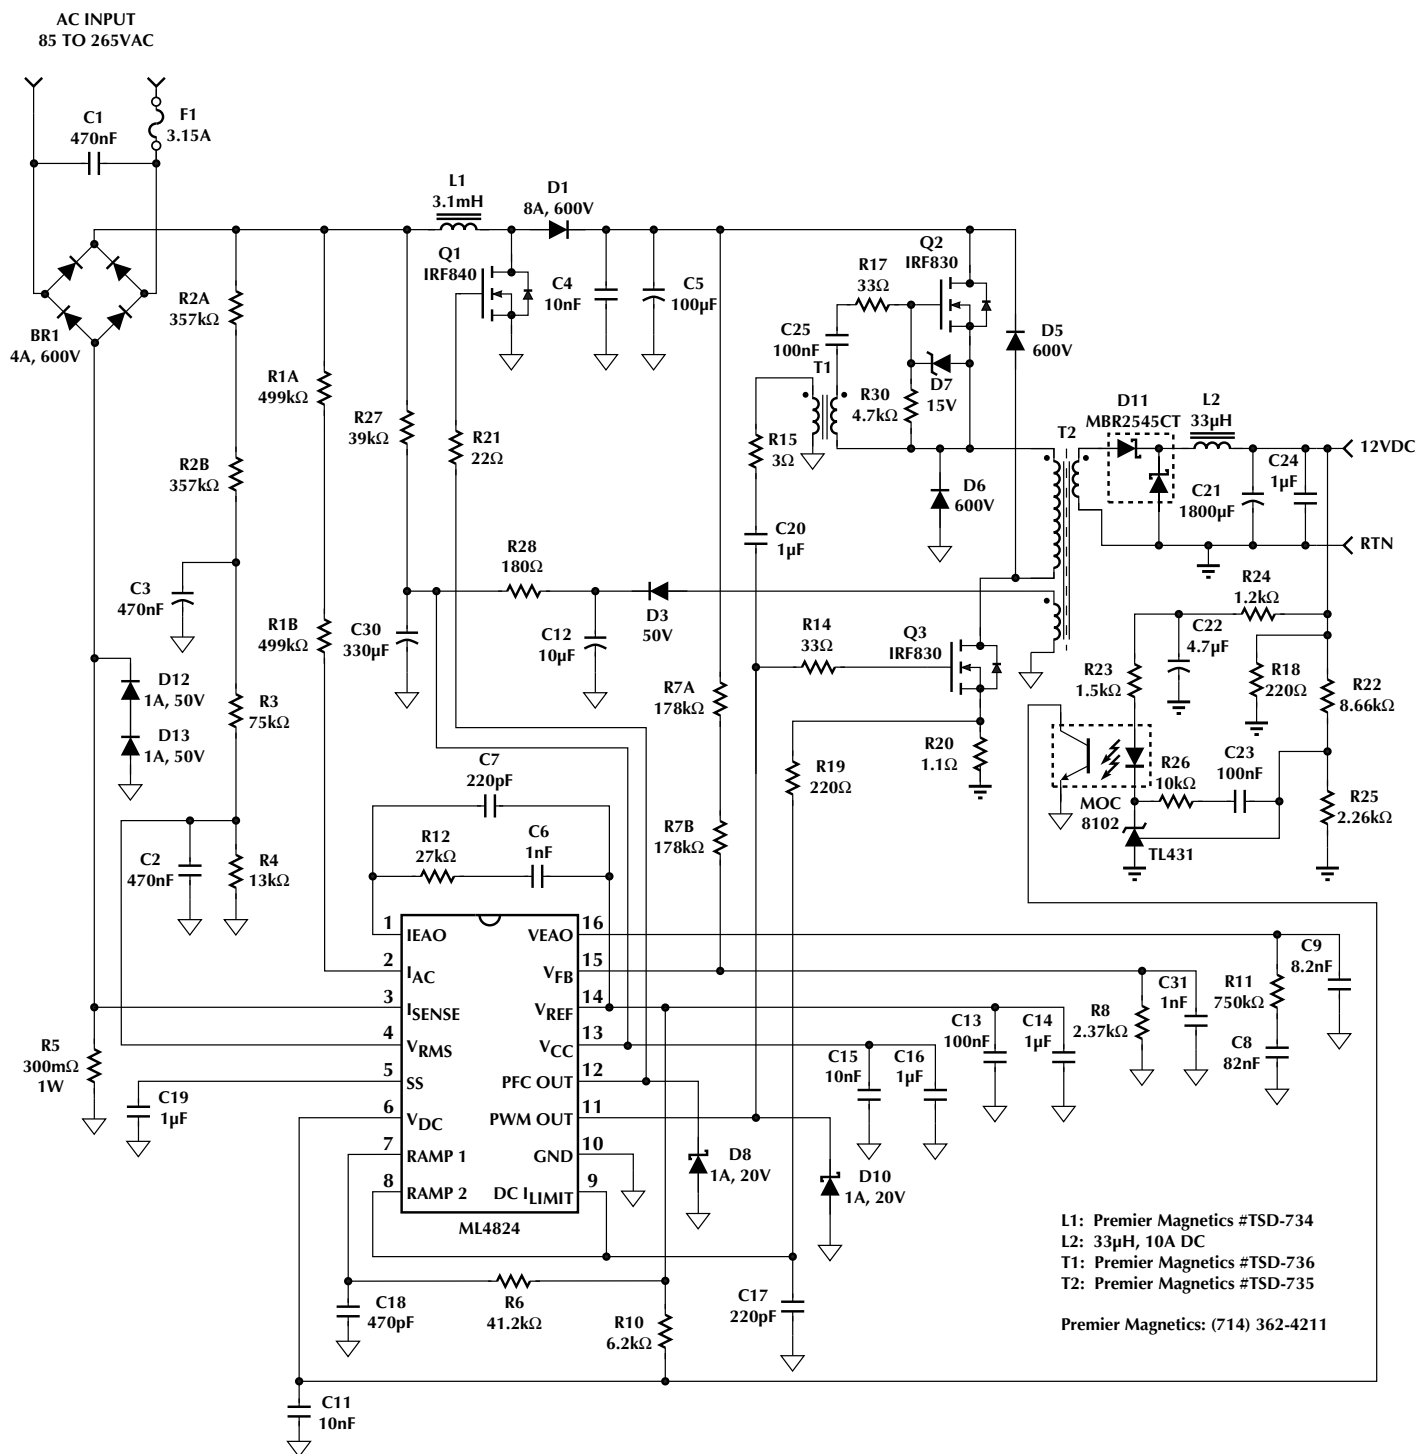 AC INPUT
85 TO 265VAC
C1
470nF
F1
3.15A
L1
3.1mH
D1
8A, 600V
Q1
IRF840
C4
10nF
C5
100µF
R17
33Ω
Q2
IRF830
C25
100nF
T1
D7
15V
R30
4.7kΩ
D5
600V
BR1
4A, 600V
R2A
357kΩ
R1A
499kΩ
R27
39kΩ
R21
22Ω
R15
3Ω
D6
600V
T2
D11
MBR2545CT
L2
33µH
12VDC
C24
1µF
C21
1800µF
RTN
R2B
357kΩ
C20
1µF
R28
180Ω
C3
470nF
R1B
499kΩ
C30
330µF
C12
10µF
D3
50V
R14
33Ω
Q3
IRF830
R24
1.2kΩ
C22
4.7µF
R23
1.5kΩ
R18
220Ω
R22
8.66kΩ
D12
1A, 50V
D13
1A, 50V
R3
75kΩ
R7A
178kΩ
R19
220Ω
R20
1.1Ω
C7
220pF
R26
10kΩ
C23
100nF
MOC
8102
TL431
R25
2.26kΩ
C2
470nF
R4
13kΩ
R12
27kΩ
C6
1nF
R7B
178kΩ
1 IEAO VEAO 16
2 IAC VFB 15
3 ISENSE VREF 14
4 VRMS VCC 13
5 SS PFC OUT 12
6 VDC PWM OUT 11
7 RAMP 1 GND 10
8 RAMP 2 DC ILIMIT 9
ML4824
C9
8.2nF
R11
750kΩ
C31
1nF
R8
2.37kΩ
C8
82nF
C13
100nF
C14
1µF
C15
10nF
C16
1µF
R5
300mΩ
1W
C19
1µF
D8
1A, 20V
D10
1A, 20V
C18
470pF
R6
41.2kΩ
R10
6.2kΩ
C17
220pF
C11
10nF
L1: Premier Magnetics #TSD-734
L2: 33µH, 10A DC
T1: Premier Magnetics #TSD-736
T2: Premier Magnetics #TSD-735
Premier Magnetics: (714) 362-4211